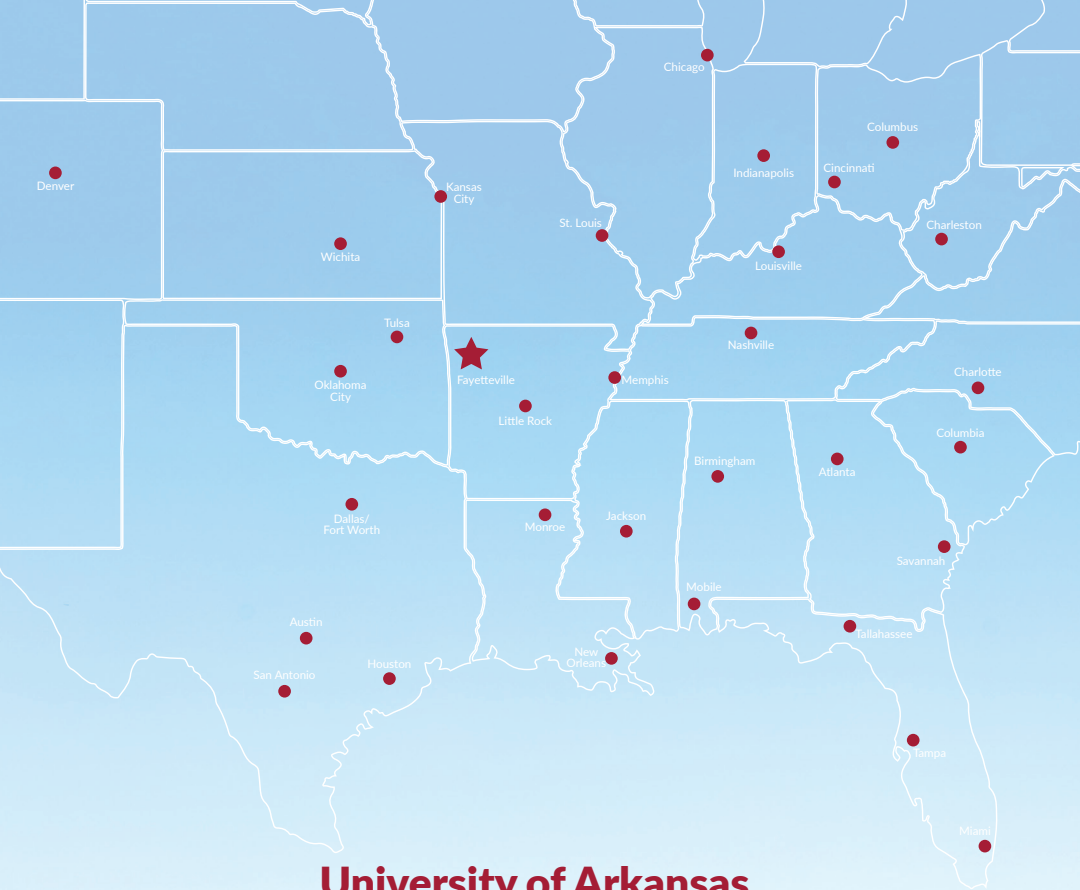 Chicago
Columbus
Indianapolis
Cincinnati
Denver
Kansas
City
St. Louis
Charleston
Wichita
Louisville
Tulsa
Nashville
Fayetteville
Memphis
Charlotte
Oklahoma
City
Little Rock
Columbia
Birmingham
Atlanta
Dallas/
Fort Worth
Monroe
Jackson
Savannah
Mobile
Austin
Tallahassee
New
Orleans
Houston
San Antonio
Tampa
Miami
University of Arkansas